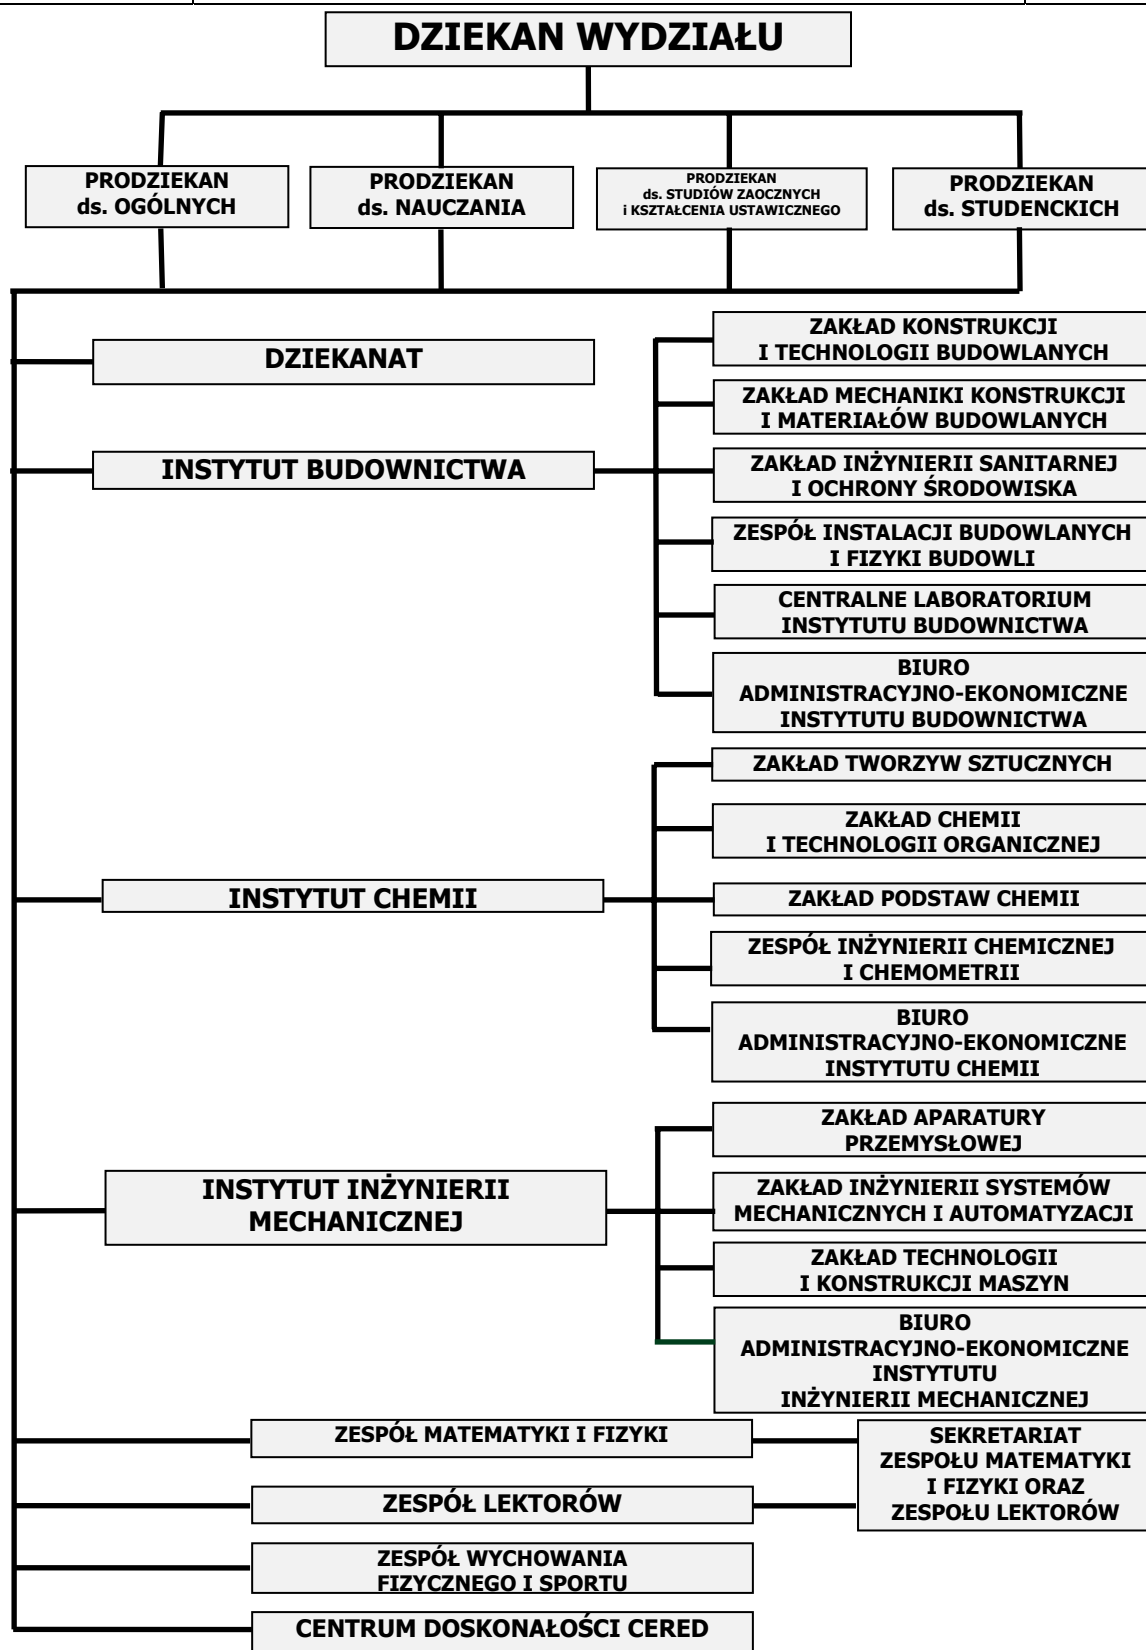 DZIEKAN WYDZIAŁU
PRODZIEKAN
ds. OGÓLNYCH
PRODZIEKAN
ds. NAUCZANIA
PRODZIEKAN
ds. STUDIÓW ZAOCZNYCH
i KSZTAŁCENIA USTAWICZNEGO
PRODZIEKAN
ds. STUDENCKICH
DZIEKANAT
INSTYTUT BUDOWNICTWA
ZAKŁAD KONSTRUKCJI
I TECHNOLOGII BUDOWLANYCH
ZAKŁAD MECHANIKI KONSTRUKCJI
I MATERIAŁÓW BUDOWLANYCH
ZAKŁAD INŻYNIERII SANITARNEJ
I OCHRONY ŚRODOWISKA
ZESPÓŁ INSTALACJI BUDOWLANYCH
I FIZYKI BUDOWLI
CENTRALNE LABORATORIUM
INSTYTUTU BUDOWNICTWA
BIURO
ADMINISTRACYJNO-EKONOMICZNE
INSTYTUTU BUDOWNICTWA
INSTYTUT CHEMII
ZAKŁAD TWORZYW SZTUCZNYCH
ZAKŁAD CHEMII
I TECHNOLOGII ORGANICZNEJ
ZAKŁAD PODSTAW CHEMII
ZESPÓŁ INŻYNIERII CHEMICZNEJ
I CHEMOMETRII
BIURO
ADMINISTRACYJNO-EKONOMICZNE
INSTYTUTU CHEMII
INSTYTUT INŻYNIERII
MECHANICZNEJ
ZAKŁAD APARATURY
PRZEMYSŁOWEJ
ZAKŁAD INŻYNIERII SYSTEMÓW
MECHANICZNYCH I AUTOMATYZACJI
ZAKŁAD TECHNOLOGII
I KONSTRUKCJI MASZYN
BIURO
ADMINISTRACYJNO-EKONOMICZNE
INSTYTUTU
INŻYNIERII MECHANICZNEJ
ZESPÓŁ MATEMATYKI I FIZYKI
ZESPÓŁ LEKTORÓW
SEKRETARIAT
ZESPOŁU MATEMATYKI
I FIZYKI ORAZ
ZESPOŁU LEKTORÓW
ZESPÓŁ WYCHOWANIA
FIZYCZNEGO I SPORTU
CENTRUM DOSKONAŁOŚCI CERED